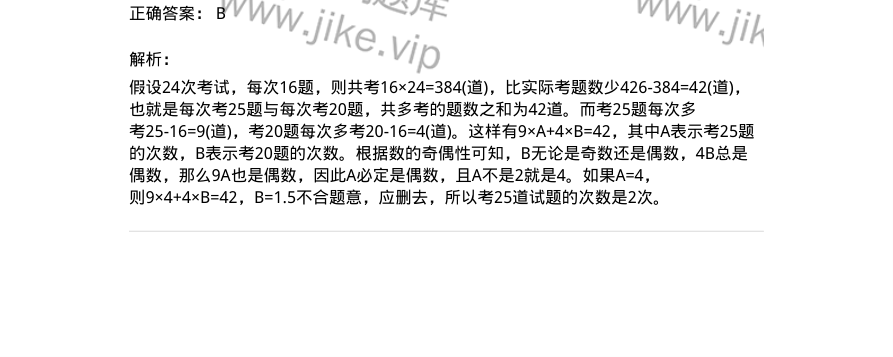 正确答案： B
题库
www.jike.vip
www.ji
解析：
假设24次考试，每次16题，则共考16×24=384(道)，比实际考题数少426-384=42(道)，
也就是每次考25题与每次考20题，共多考的题数之和为42道。而考25题每次多
考25-16=9(道)，考20题每次多考20-16=4(道)。这样有9×A+4×B=42，其中A表示考25题
的次数，B表示考20题的次数。根据数的奇偶性可知，B无论是奇数还是偶数，4B总是
偶数，那么9A也是偶数，因此A必定是偶数，且A不是2就是4。如果A=4，
则9×4+4×B=42，B=1.5不合题意，应删去，所以考25道试题的次数是2次。